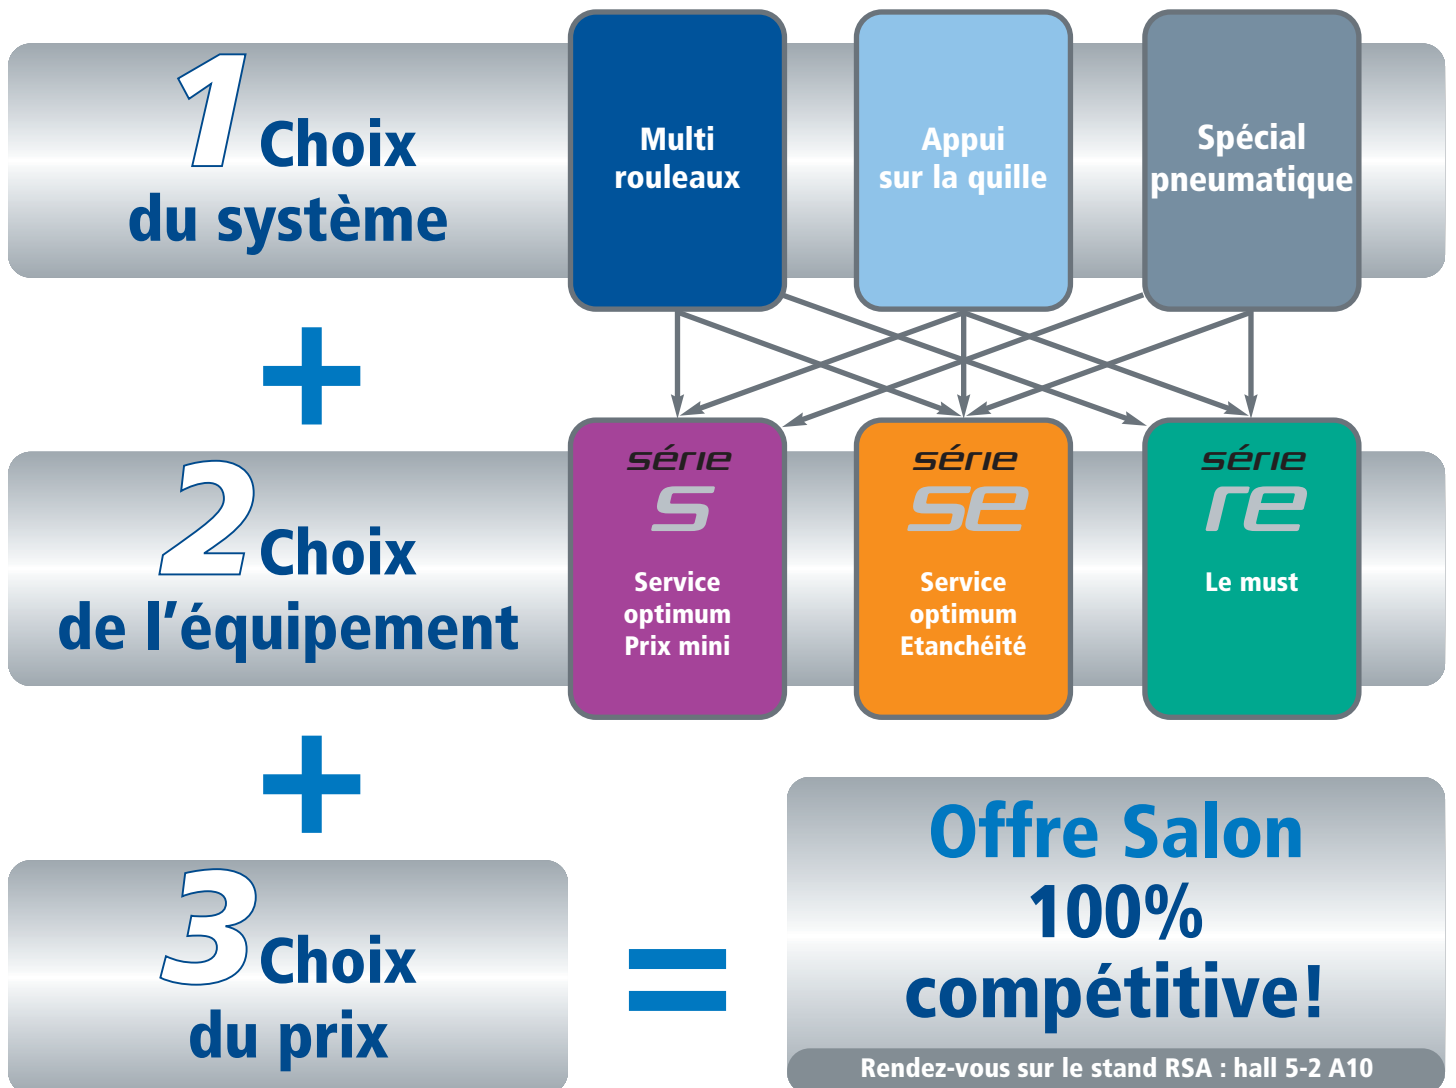 1 Choix
du système
Multi
rouleaux
Appui
sur la quille
Spécial
pneumatique
+
2 Choix
de l'équipement
série
s
Service
optimum
Prix mini
série
se
Service
optimum
Etanchéité
série
re
Le must
+
3 Choix
du prix
=
Offre Salon
100%
compétitive!
Rendez-vous sur le stand RSA : hall 5-2 A10